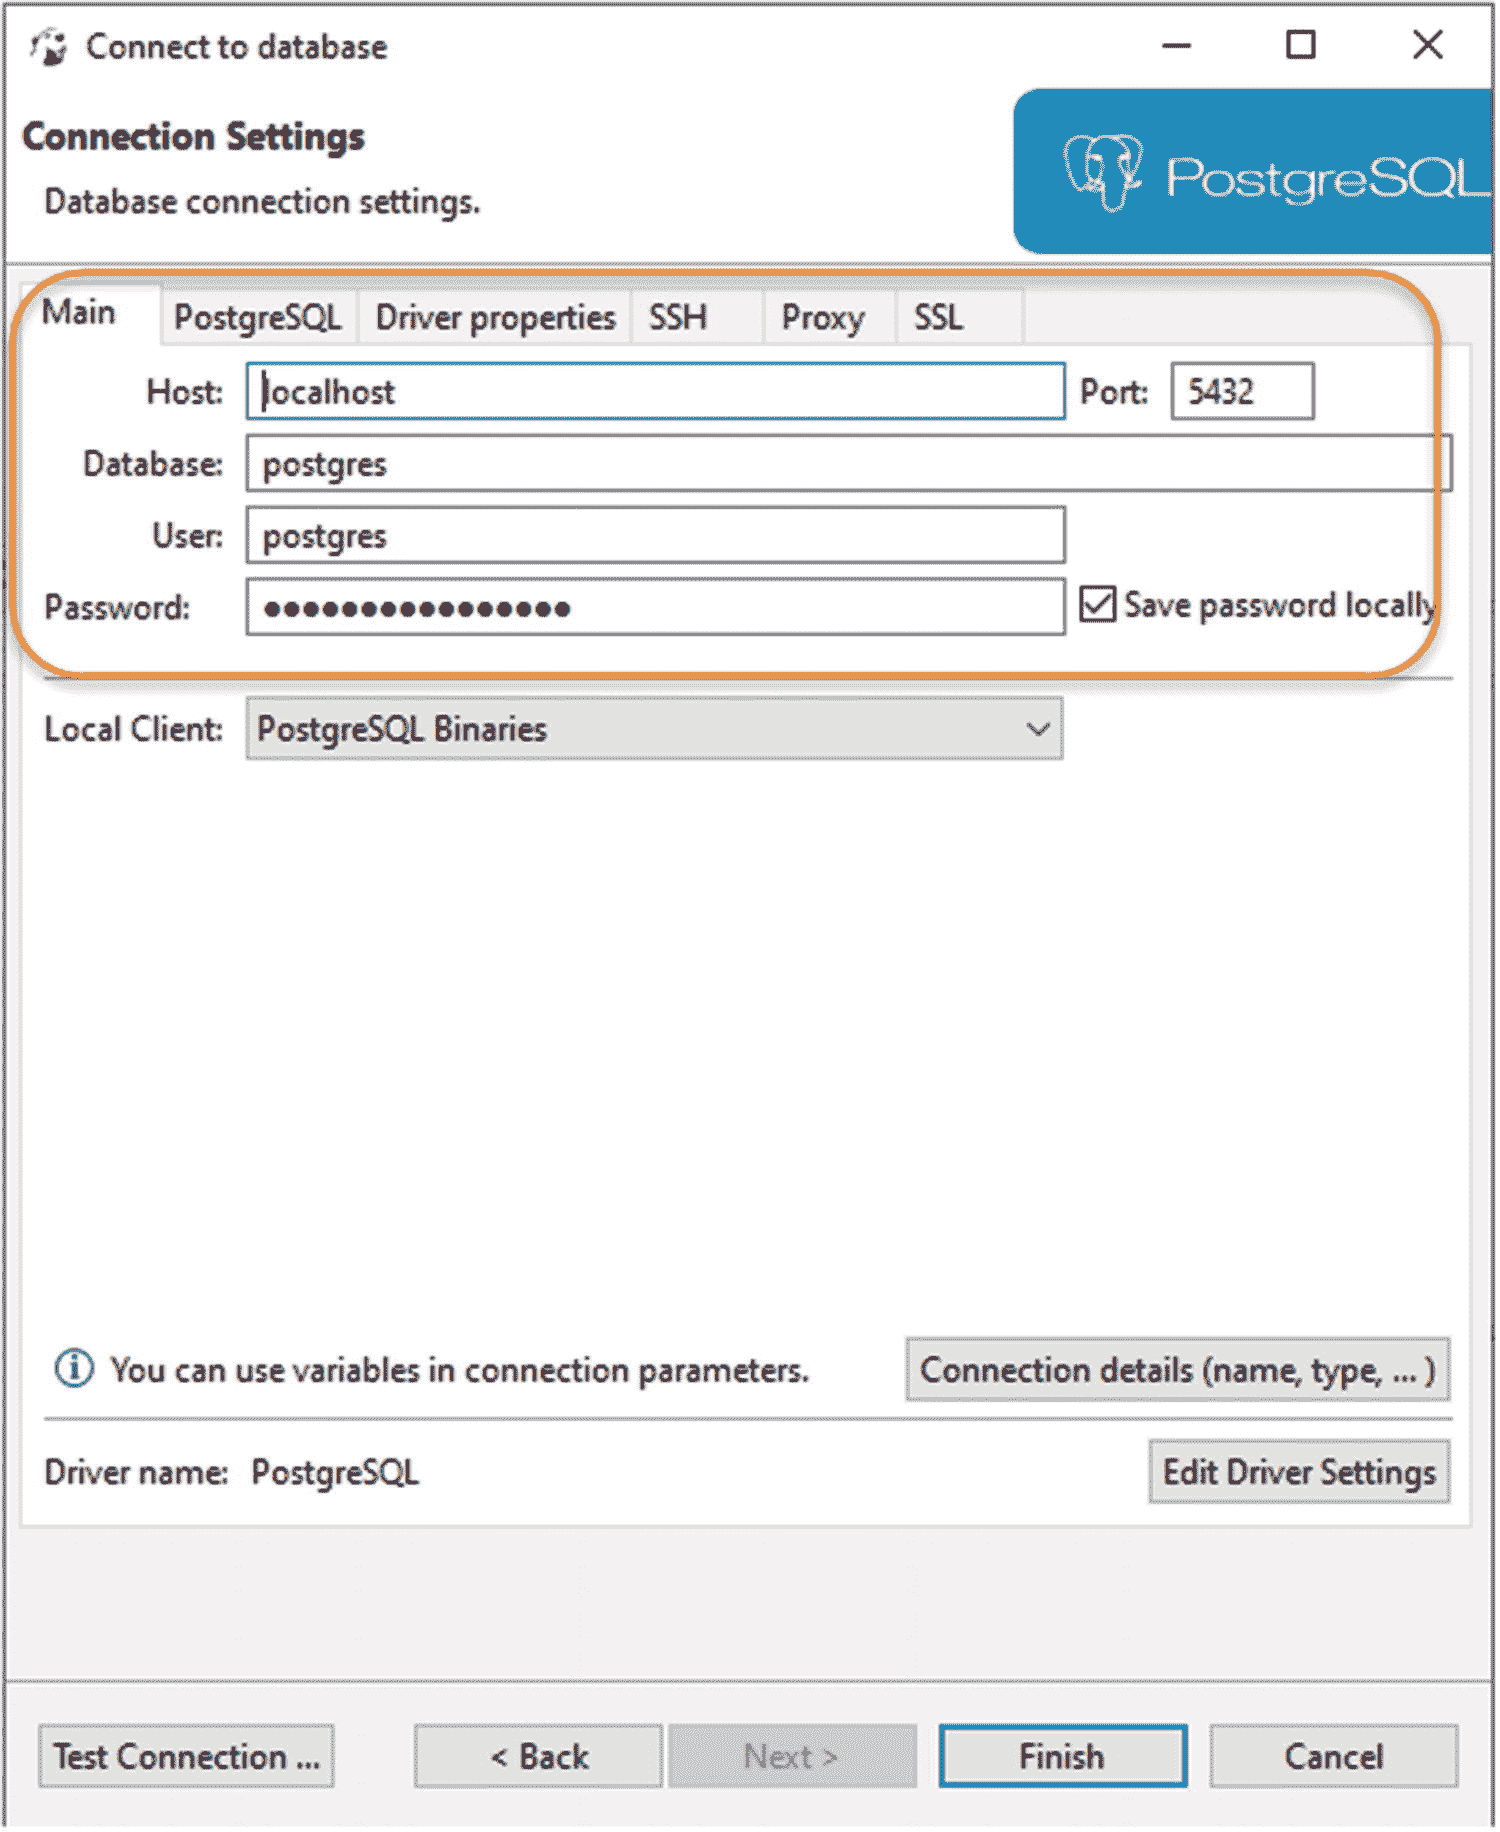 Connect to database
Connection Settings
Database connection settings.
PostgreSQL
Main PostgreSQL Driver properties SSH Proxy SSL
Host: localhost Port: 5432
Database: postgres
User: postgres
Password: ●●●●●●●●●●●●●●●● Save password locally
Local Client: PostgreSQL Binaries
You can use variables in connection parameters. Connection details (name, type, ... )
Driver name: PostgreSQL Edit Driver Settings
Test Connection ... < Back Next > Finish Cancel